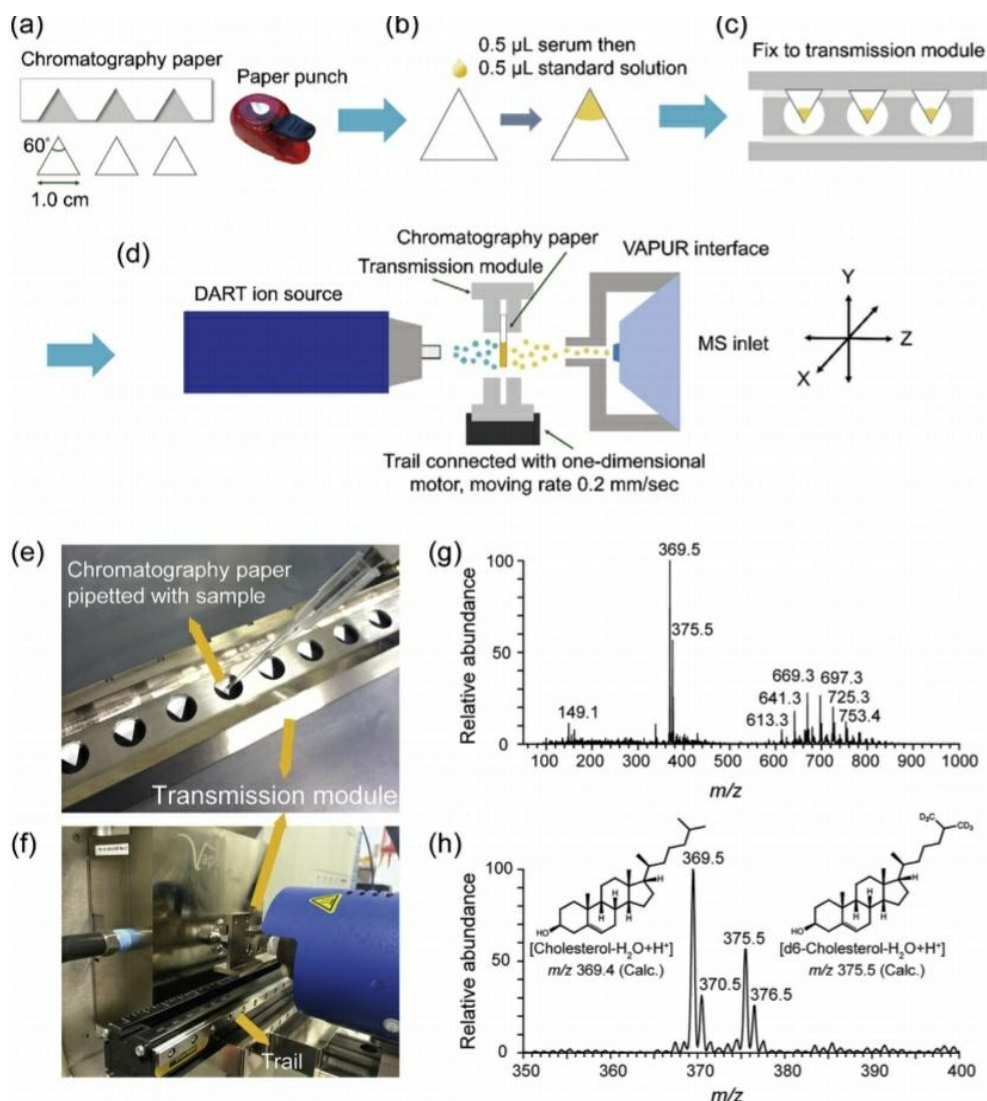 (a)
Chromatography paper
Paper punch
60°
1.0 cm
(b)
0.5 µL serum then
0.5 µL standard solution
(c)
Fix to transmission module
(d)
Chromatography paper
Transmission module
VAPUR interface
DART ion source
MS inlet
Y
Z
X
Trail connected with one-dimensional
motor, moving rate 0.2 mm/sec
(e)
Chromatography paper
pipetted with sample
Transmission module
(f)
Trail
(g)
Relative abundance
100
50
0
369.5
375.5
149.1
613.3
641.3
669.3
697.3
725.3
753.4
100 200 300 400 500 600 700 800 900 1000
m/z
(h)
Relative abundance
100
50
0
369.5
370.5
375.5
376.5
HO
H
H
H
H
[Cholesterol-H₂O+H⁺]
m/z 369.4 (Calc.)
D₃C
CD₃
HO
H
H
H
H
[d6-Cholesterol-H₂O+H⁺]
m/z 375.5 (Calc.)
350 360 370 380 390 400
m/z